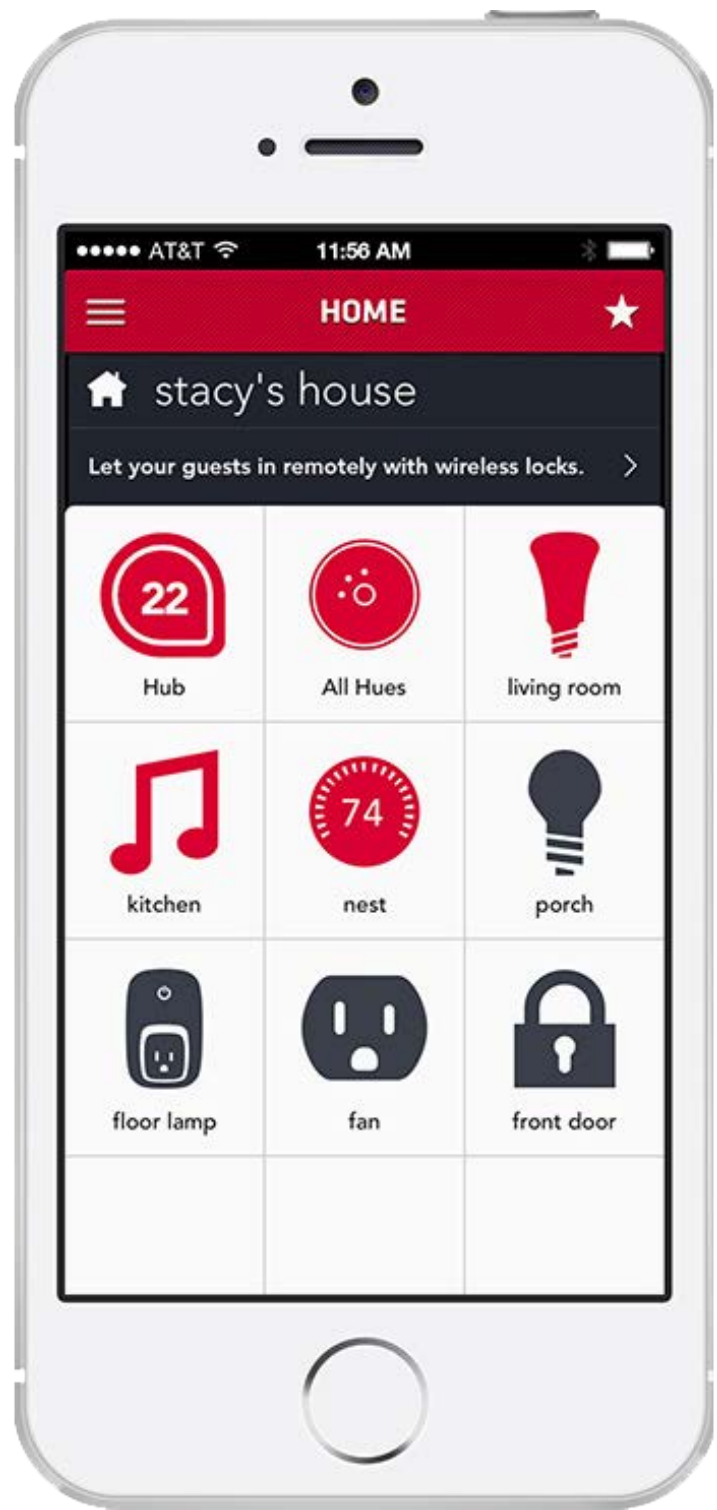 AT&T 11:56 AM
HOME
stacy's house
Let your guests in remotely with wireless locks.
22
Hub All Hues living room
74
kitchen nest porch
floor lamp fan front door